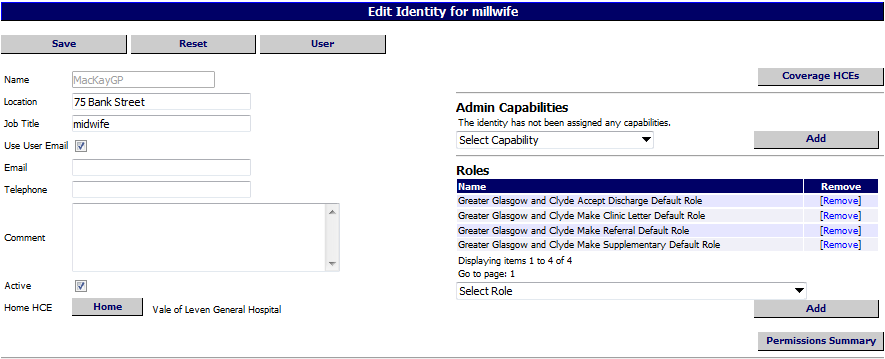 Edit Identity for millwife
Save
Reset
User
Coverage HCEs
Name
MacKayGP
Location
75 Bank Street
Job Title
midwife
Use User Email
Email
Telephone
Comment
Active
Home HCE
Home
Vale of Leven General Hospital
Admin Capabilities
The identity has not been assigned any capabilities.
Select Capability
Add
Roles
Name
Remove
Greater Glasgow and Clyde Accept Discharge Default Role
[Remove]
Greater Glasgow and Clyde Make Clinic Letter Default Role
[Remove]
Greater Glasgow and Clyde Make Referral Default Role
[Remove]
Greater Glasgow and Clyde Make Supplementary Default Role
[Remove]
Displaying items 1 to 4 of 4
Go to page: 1
Select Role
Add
Permissions Summary